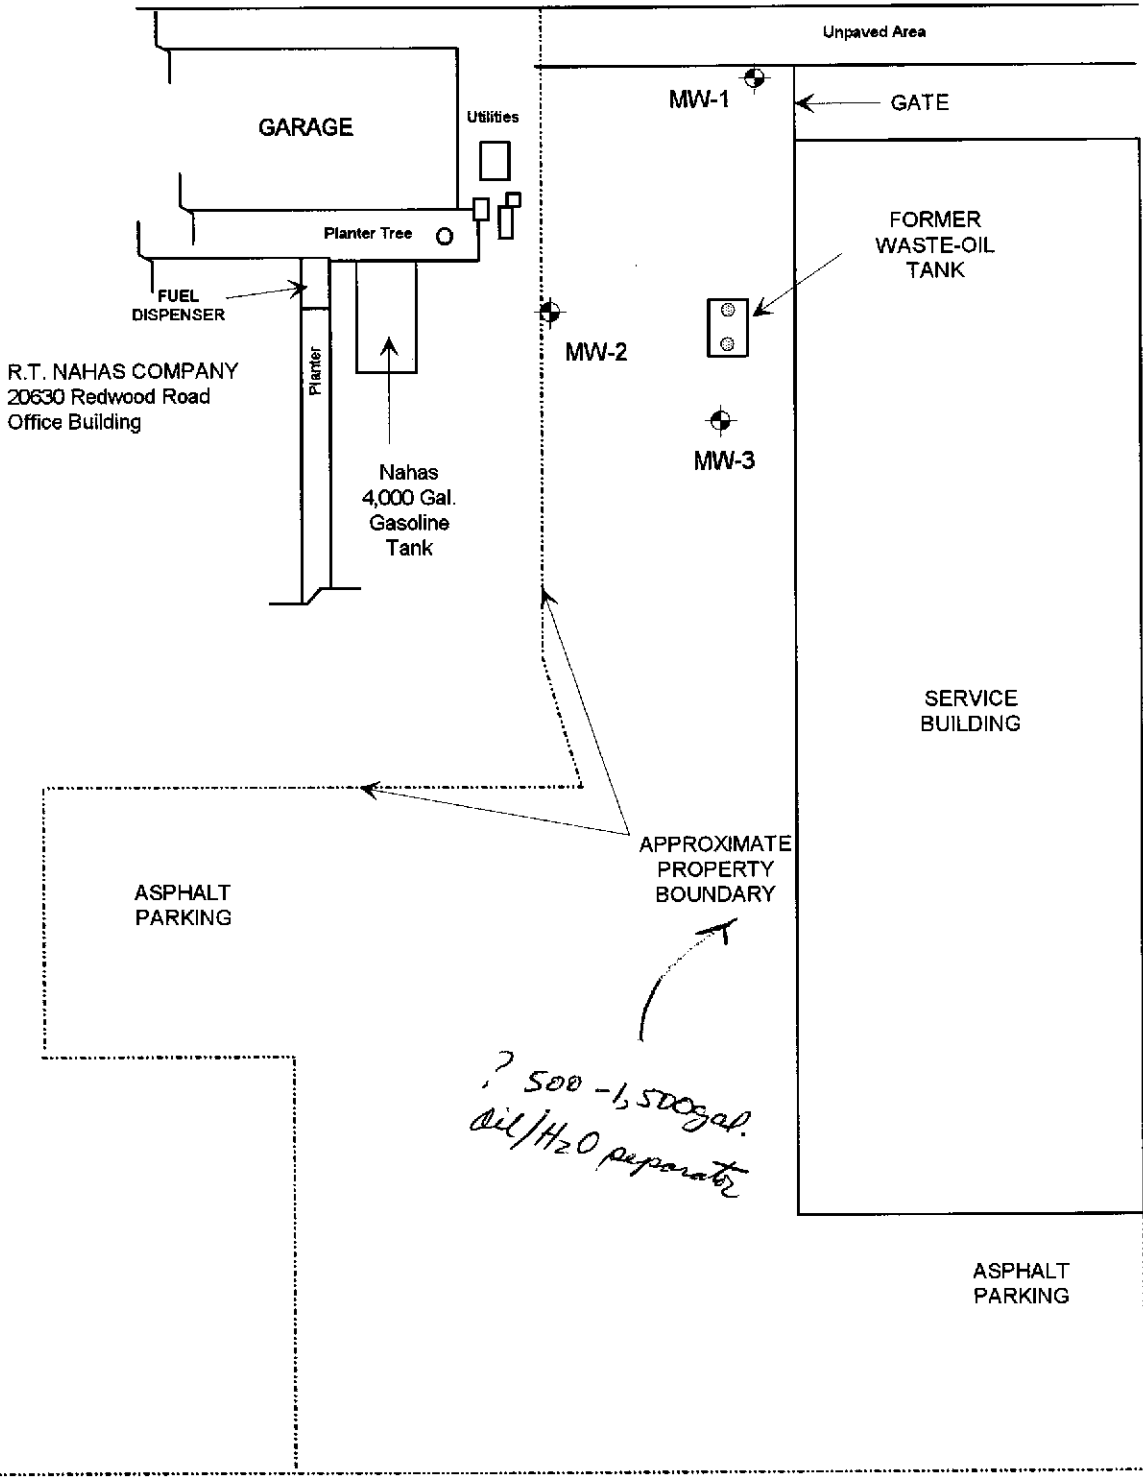 Unpaved Area
MW-1
GATE
Utilities
GARAGE
FORMER
WASTE-OIL
TANK
Planter Tree
FUEL
DISPENSER
MW-2
Planter
R.T. NAHAS COMPANY
20630 Redwood Road
Office Building
MW-3
Nahas
4,000 Gal.
Gasoline
Tank
SERVICE
BUILDING
APPROXIMATE
PROPERTY
BOUNDARY
ASPHALT
PARKING
? 500-1,500gal.
Oil/H2O separator
ASPHALT
PARKING